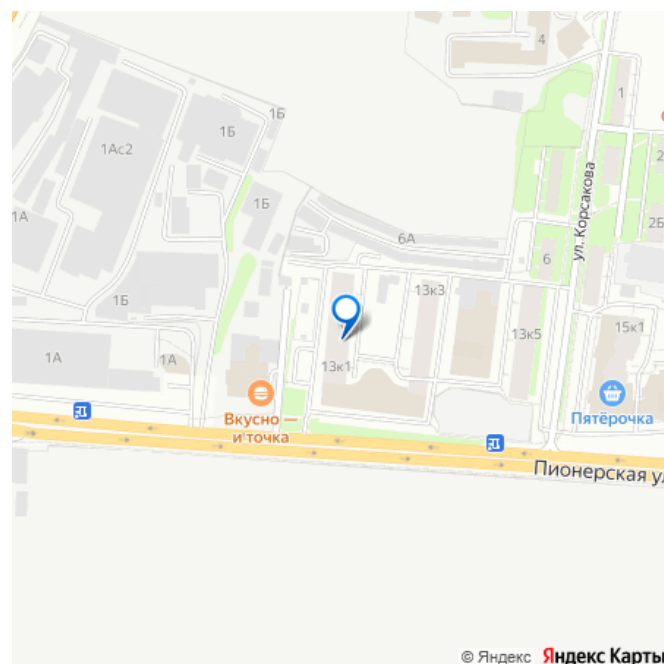 4
1
1Б
1Б
1Ас2
2
ул. Корсакова
1Б
1А
2Б
6А
6
13к3
1Б
13к5
15к1
1А
1А
13к1
Вкусно —
и точка
Пятёрочка
Пионерская ул
© Яндекс Яндекс Карты